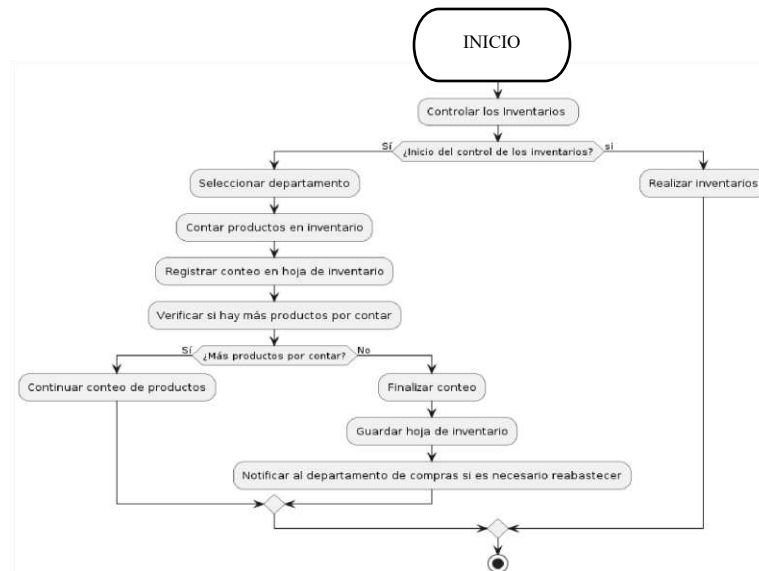 INICIO
Controlar los Inventarios
Sí ¿Inicio del control de los inventarios? si
Seleccionar departamento
Realizar inventarios
Contar productos en inventario
Registrar conteo en hoja de inventario
Verificar si hay más productos por contar
Sí ¿Más productos por contar? No
Continuar conteo de productos
Finalizar conteo
Guardar hoja de inventario
Notificar al departamento de compras si es necesario reabastecer